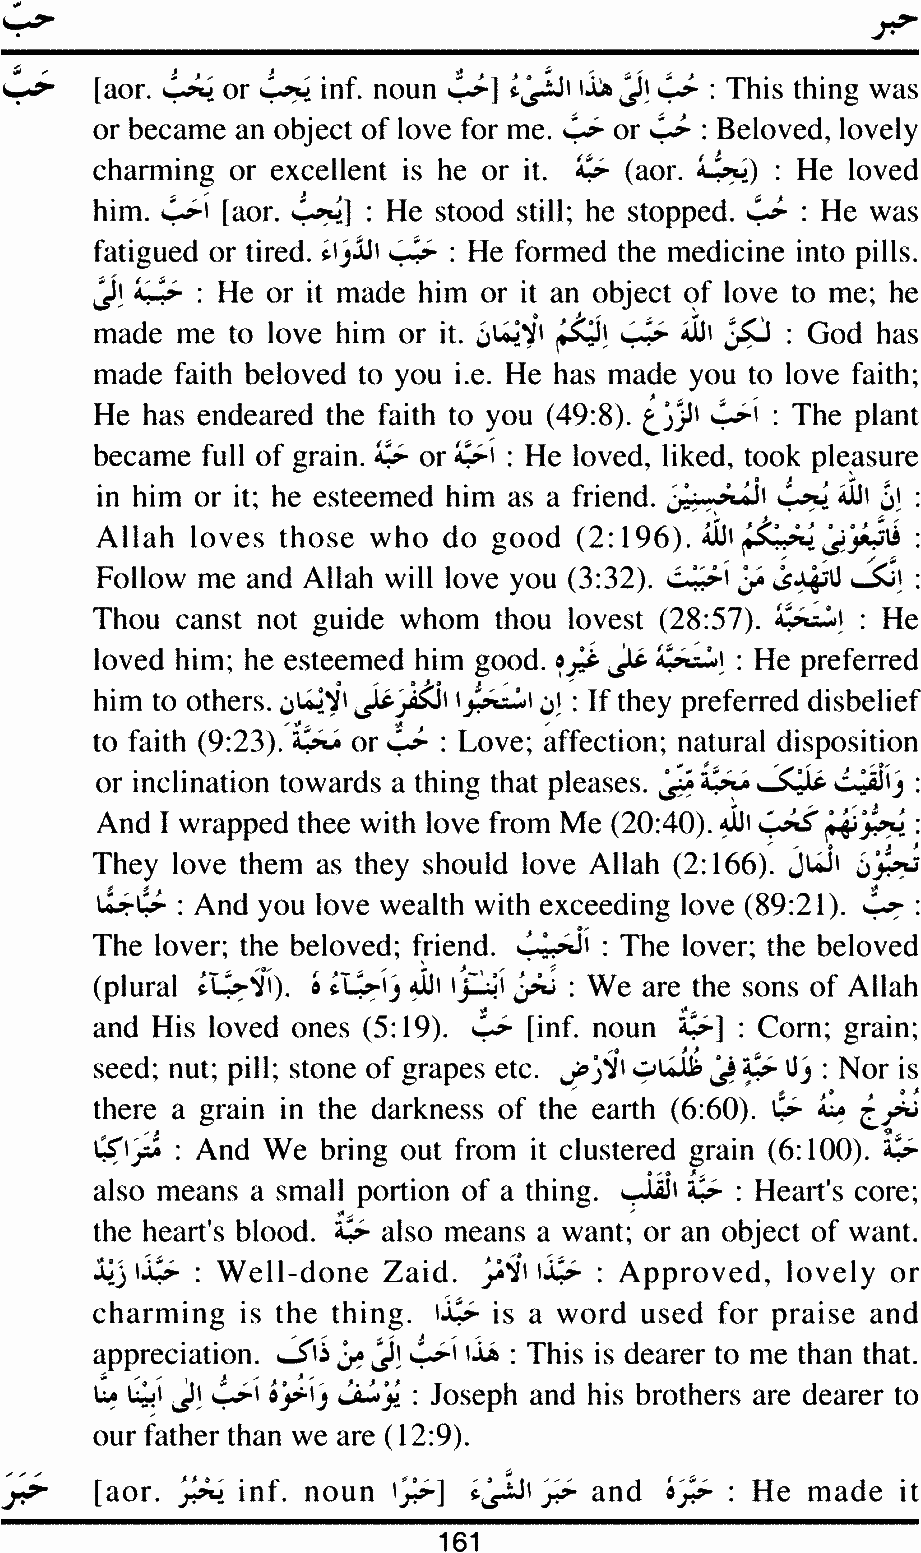 حبّ حبر
حَبَّ [aor. يَحُبُّ or يَحِبُّ inf. noun حُبٌّ] حُبَّ اِلَیَّ هٰذَا الشَّیْءُ : This thing was
or became an object of love for me. حَبَّ or حُبَّ : Beloved, lovely
charming or excellent is he or it. حَبَّهٗ (aor. يَحِبُّهٗ) : He loved
him. اَحَبَّ [aor. يُحِبُّ] : He stood still; he stopped. حُبَّ : He was
fatigued or tired. حَبَّبَ الدَّوَاءَ : He formed the medicine into pills.
حَبَّبَهٗ اِلَیَّ : He or it made him or it an object of love to me; he
made me to love him or it. لٰكِنَّ اللّٰهَ حَبَّبَ اِلَيْكُمُ الْاِيْمَانَ : God has
made faith beloved to you i.e. He has made you to love faith;
He has endeared the faith to you (49:8). اَحَبَّ الزَّرْعُ : The plant
became full of grain. حَبَّهٗ or اَحَبَّهٗ : He loved, liked, took pleasure
in him or it; he esteemed him as a friend. اِنَّ اللّٰهَ يُحِبُّ الْمُحْسِنِيْنَ :
Allah loves those who do good (2:196). فَاتَّبِعُوْنِیْ يُحْبِبْكُمُ اللّٰهُ :
Follow me and Allah will love you (3:32). اِنَّکَ لَاتَهْدِیْ مَنْ اَحْبَبْتَ :
Thou canst not guide whom thou lovest (28:57). اِسْتَحَبَّهٗ : He
loved him; he esteemed him good. اِسْتَحَبَّهٗ عَلٰی غَيْرِهٖ : He preferred
him to others. اِنِ اسْتَحَبُّوا الْكُفْرَ عَلَى الْاِيْمَانِ : If they preferred disbelief
to faith (9:23). مَحَبَّةٌ or حُبٌّ : Love; affection; natural disposition
or inclination towards a thing that pleases. وَاَلْقَيْتُ عَلَيْکَ مَحَبَّةً مِّنِّیْ :
And I wrapped thee with love from Me (20:40). يُحِبُّوْنَهُمْ كَحُبِّ اللّٰهِ :
They love them as they should love Allah (2:166). تُحِبُّوْنَ الْمَالَ
حُبًّا جَمًّا : And you love wealth with exceeding love (89:21). حِبٌّ :
The lover; the beloved; friend. اَلْحَبِيْبُ : The lover; the beloved
(plural اَلْاَحِبَّآءُ). نَحْنُ اَبْنٰٓؤُا اللّٰهِ وَاَحِبَّآءُ هٗ : We are the sons of Allah
and His loved ones (5:19). حَبٌّ [inf. noun حَبَّةٌ] : Corn; grain;
seed; nut; pill; stone of grapes etc. وَلَا حَبَّةٍ فِیْ ظُلُمَاتِ الْاَرْضِ : Nor is
there a grain in the darkness of the earth (6:60). نُخْرِجُ مِنْهُ حَبًّا
مُّتَرَاكِبًا : And We bring out from it clustered grain (6:100). حَبَّةٌ
also means a small portion of a thing. حَبَّةُ الْقَلْبِ : Heart's core;
the heart's blood. حَبَّةٌ also means a want; or an object of want.
حَبَّذَا زَيْدٌ : Well-done Zaid. حَبَّذَا الْاَمْرُ : Approved, lovely or
charming is the thing. حَبَّذَا is a word used for praise and
appreciation. هٰذَا اَحَبُّ اِلَیَّ مِنْ ذَاکَ : This is dearer to me than that.
يُوْسُفُ وَاَخُوْهُ اَحَبُّ اِلٰی اَبِيْنَا مِنَّا : Joseph and his brothers are dearer to
our father than we are (12:9).
حَبَرَ [aor. يَحْبُرُ inf. noun حَبْرًا] حَبَرَ الشَّیْءَ and حَبَّرَهٗ : He made it
161